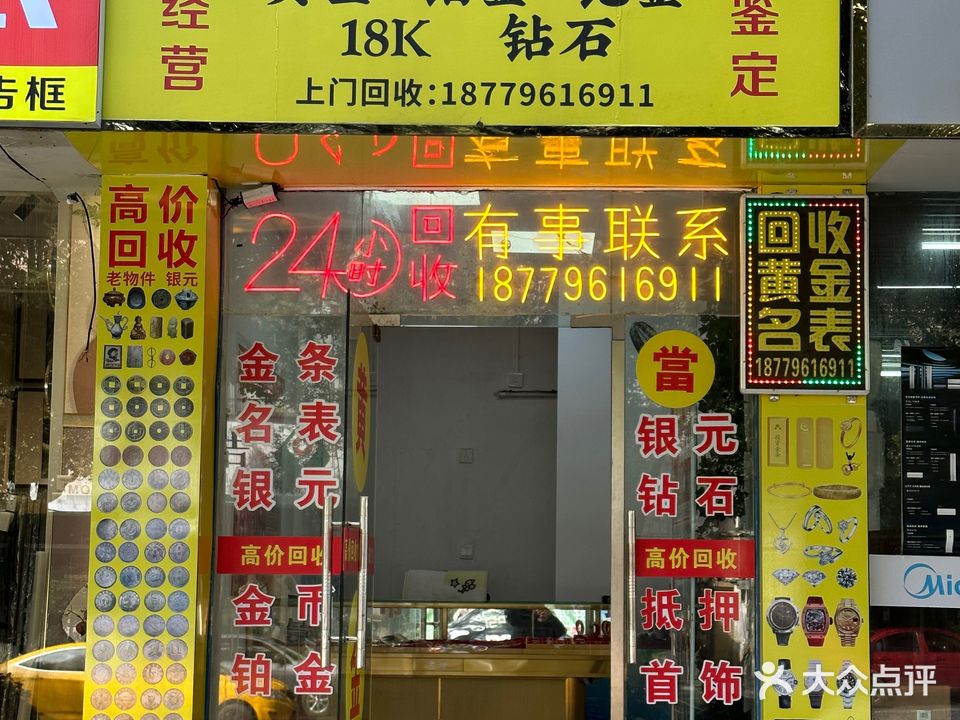 经营
18K 钻石
鉴定
上门回收:18779616911
告框
高价
回收
老物件 银元
24小时回收
有事联系
18779616911
回收
黄金
名表
18779616911
金条
名表
银元
高价回收
金币
铂金
當
银元
钻石
高价回收
抵押
首饰
大众点评